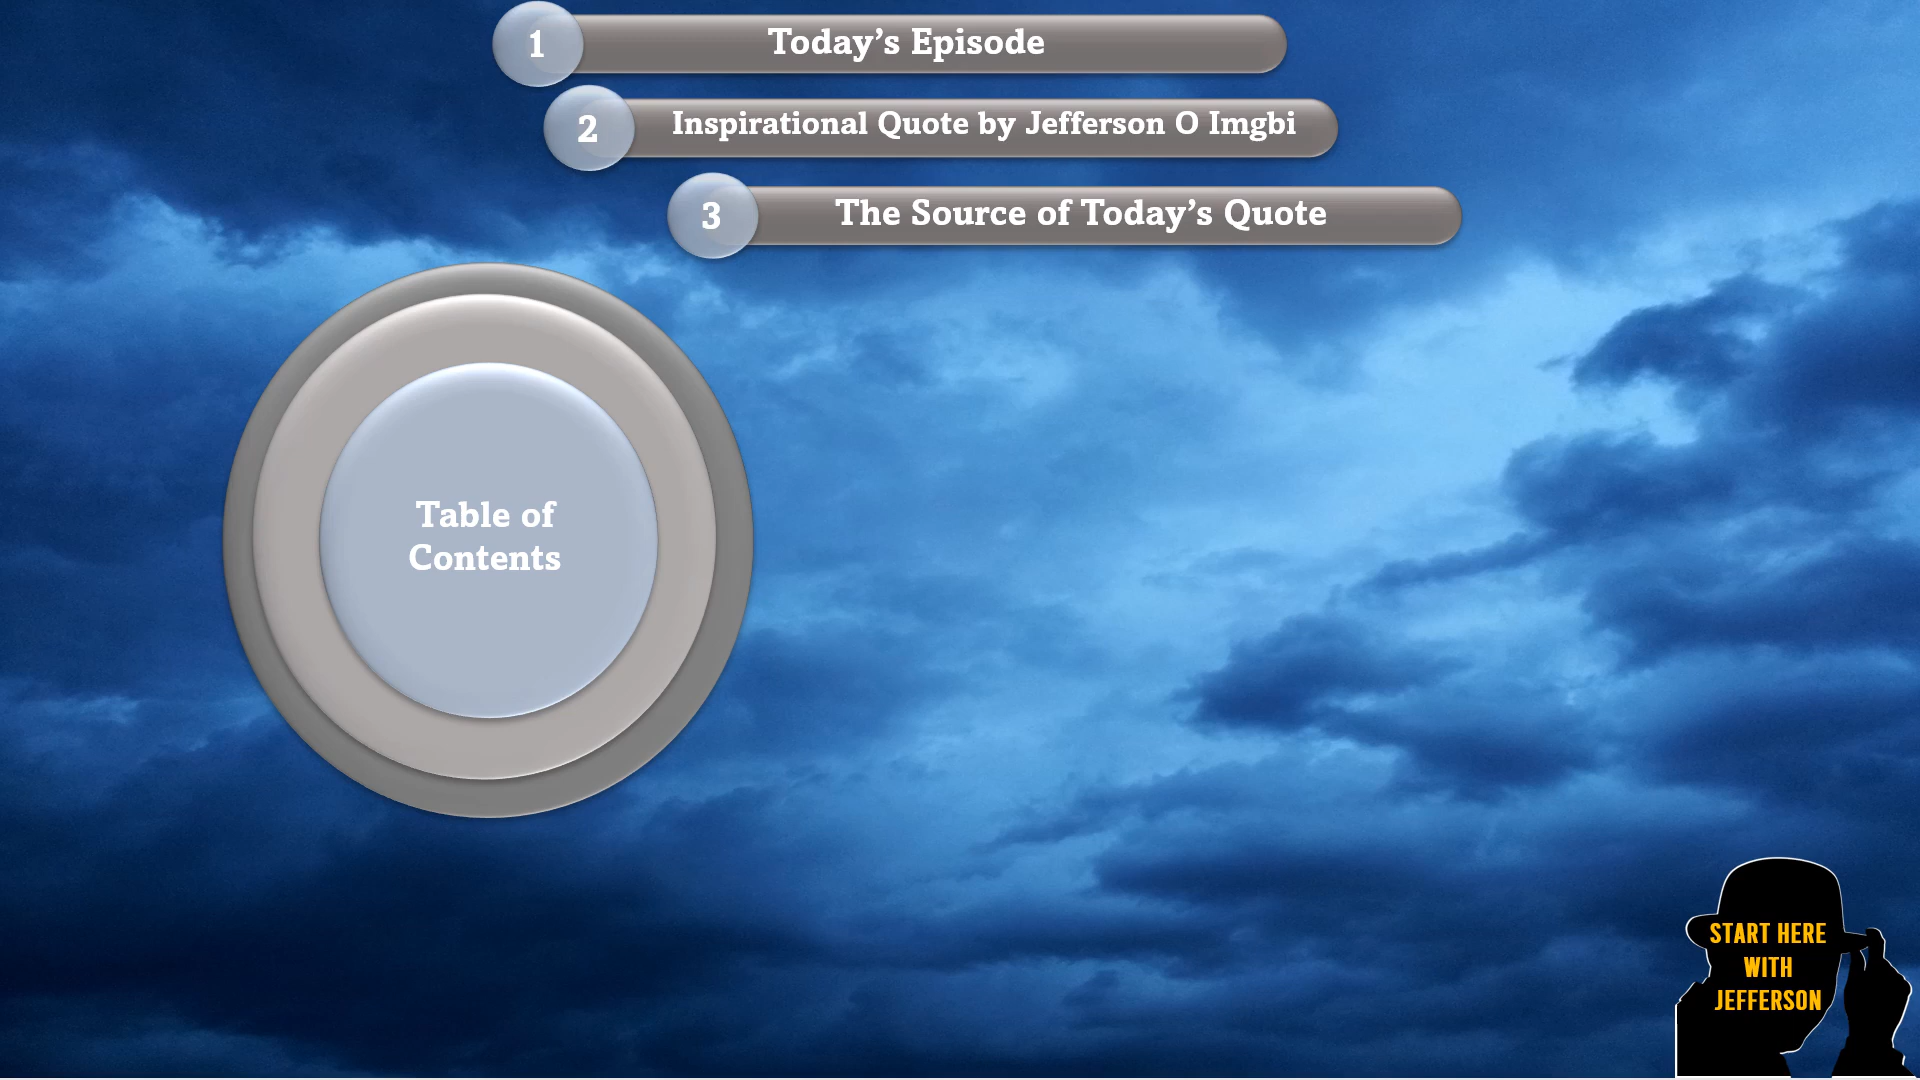 1
Today’s Episode
2
Inspirational Quote by Jefferson O Imgbi
3
The Source of Today’s Quote
Table of
Contents
START HERE
WITH
JEFFERSON